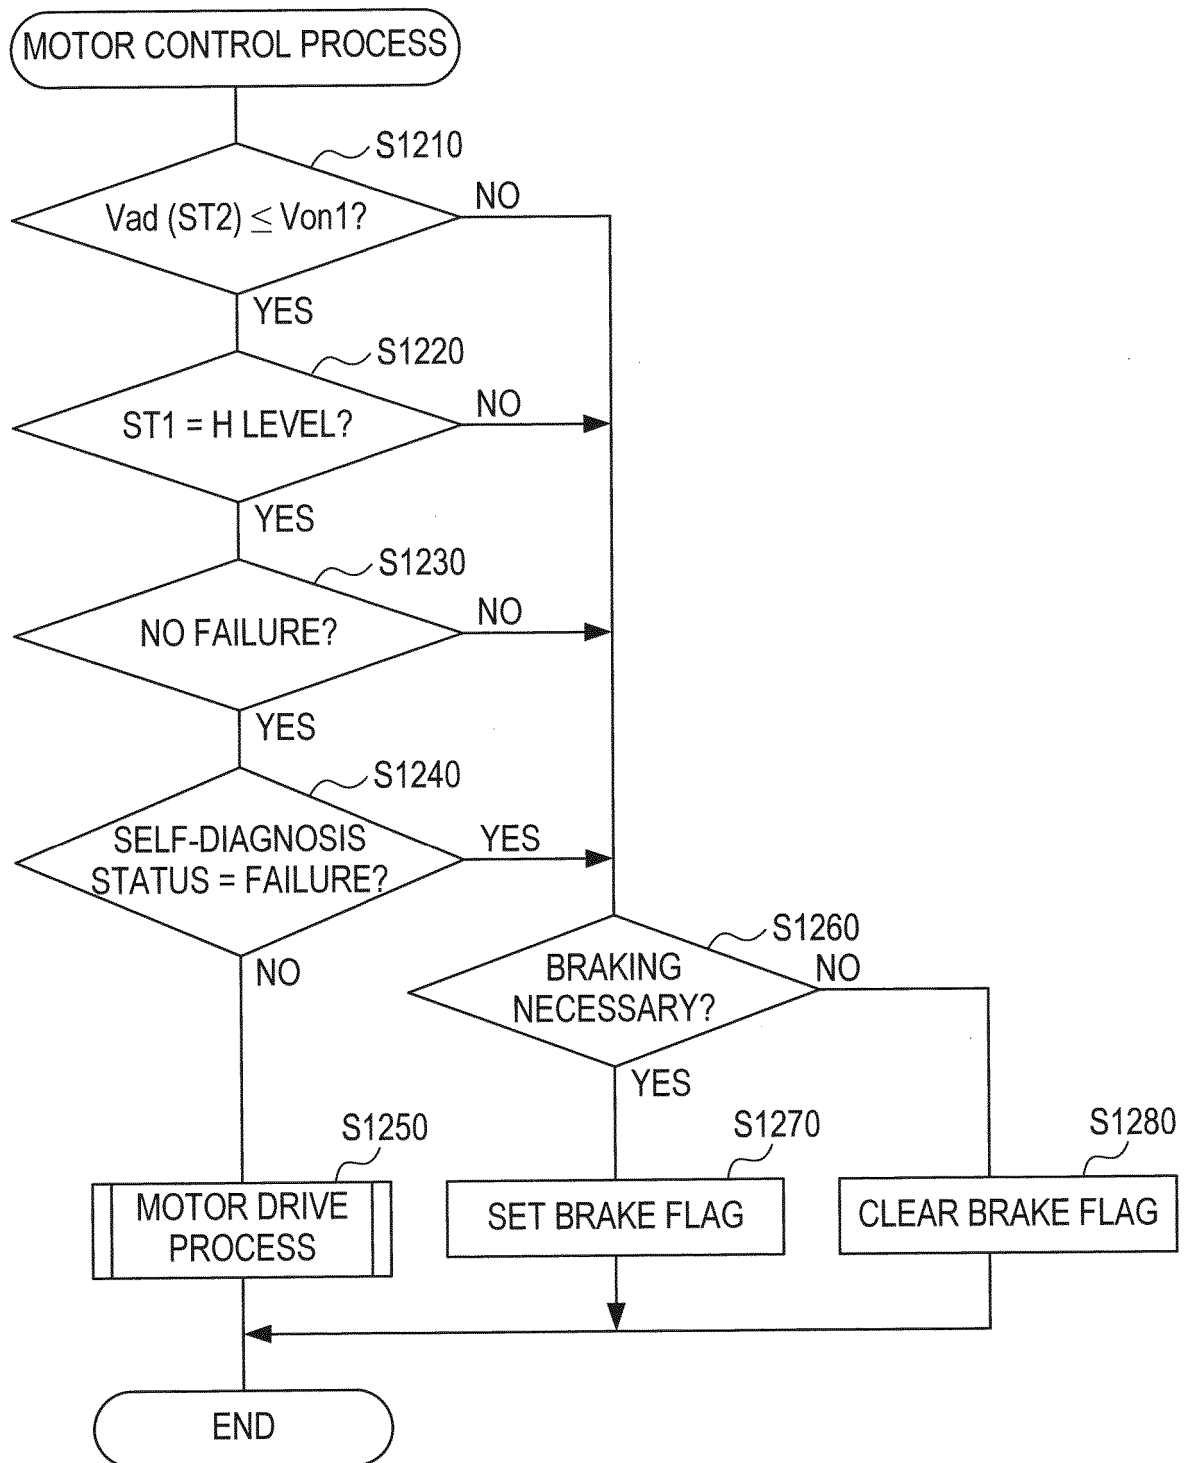 MOTOR CONTROL PROCESS
S1210
Vad (ST2) ≤ Von1?
NO
YES
S1220
ST1 = H LEVEL?
NO
YES
S1230
NO FAILURE?
NO
YES
S1240
SELF-DIAGNOSIS
STATUS = FAILURE?
YES
NO
S1260
BRAKING
NECESSARY?
NO
YES
S1250
MOTOR DRIVE
PROCESS
S1270
SET BRAKE FLAG
S1280
CLEAR BRAKE FLAG
END